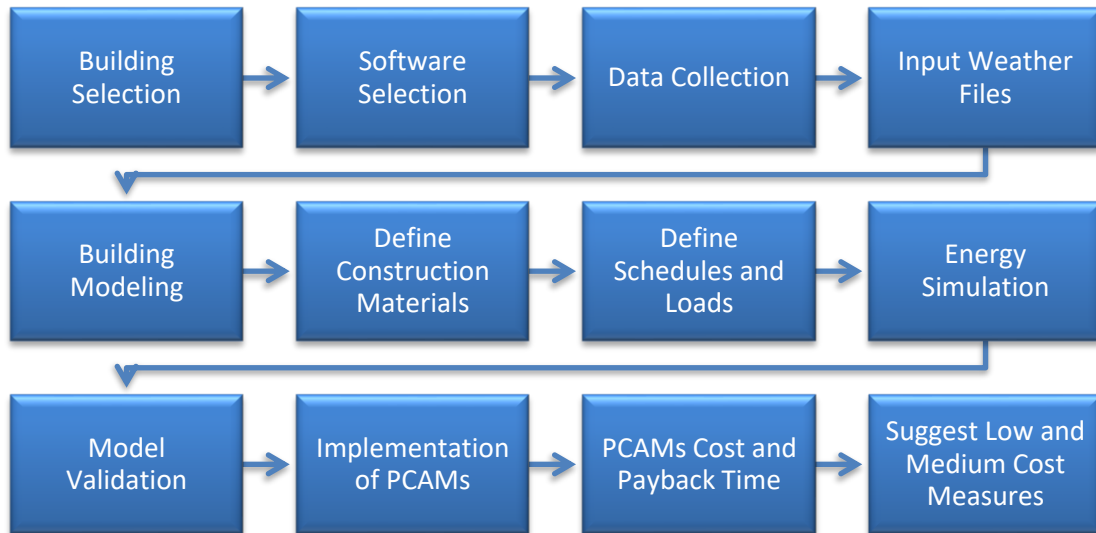 Building
Selection
Software
Selection
Data Collection
Input Weather
Files
Building
Modeling
Define
Construction
Materials
Define
Schedules and
Loads
Energy
Simulation
Model
Validation
Implementation
of PCAMs
PCAMs Cost and
Payback Time
Suggest Low and
Medium Cost
Measures